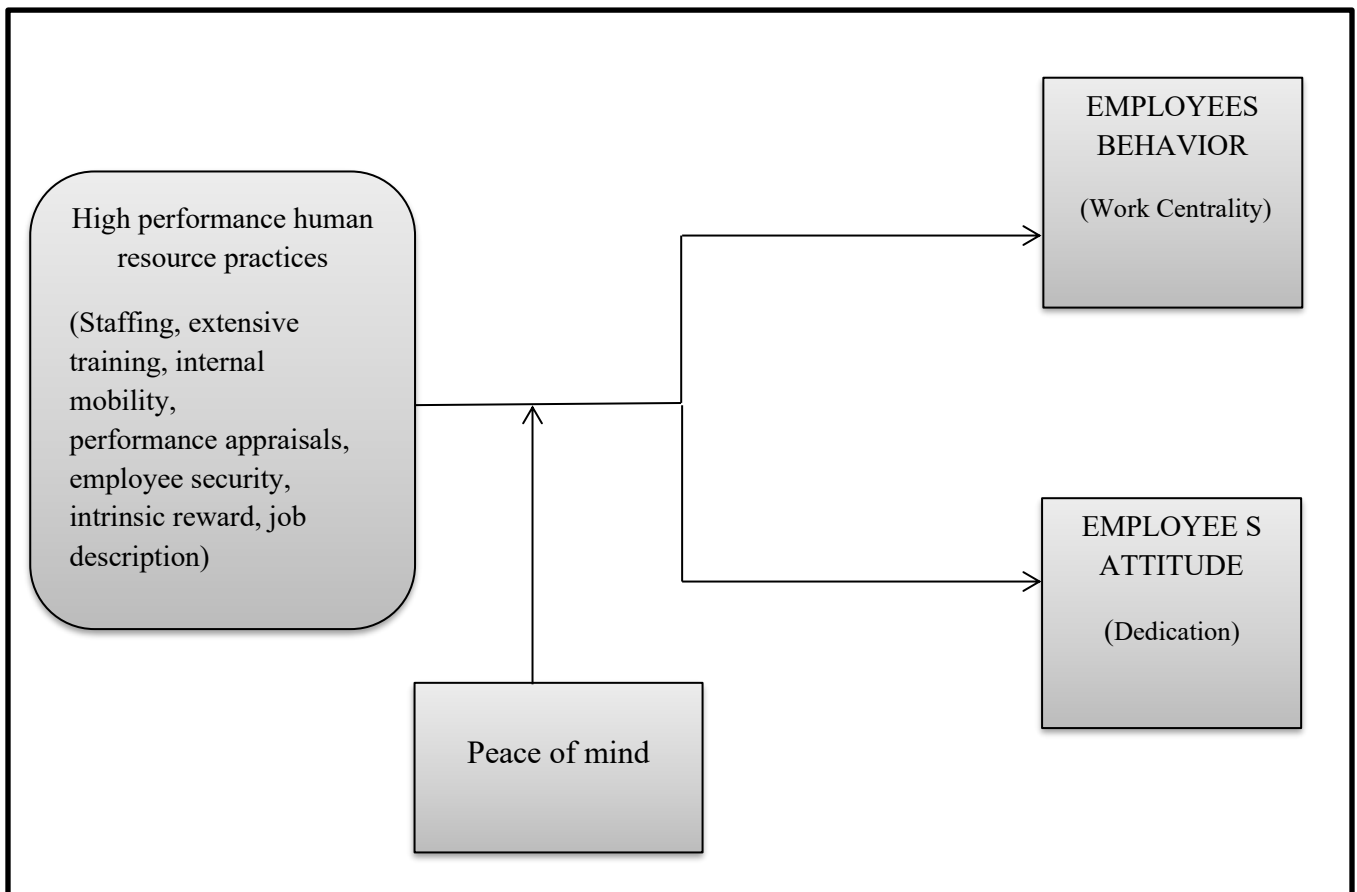 High performance human
resource practices
(Staffing, extensive
training, internal
mobility,
performance appraisals,
employee security,
intrinsic reward, job
description)
EMPLOYEES
BEHAVIOR
(Work Centrality)
EMPLOYEE S
ATTITUDE
(Dedication)
Peace of mind